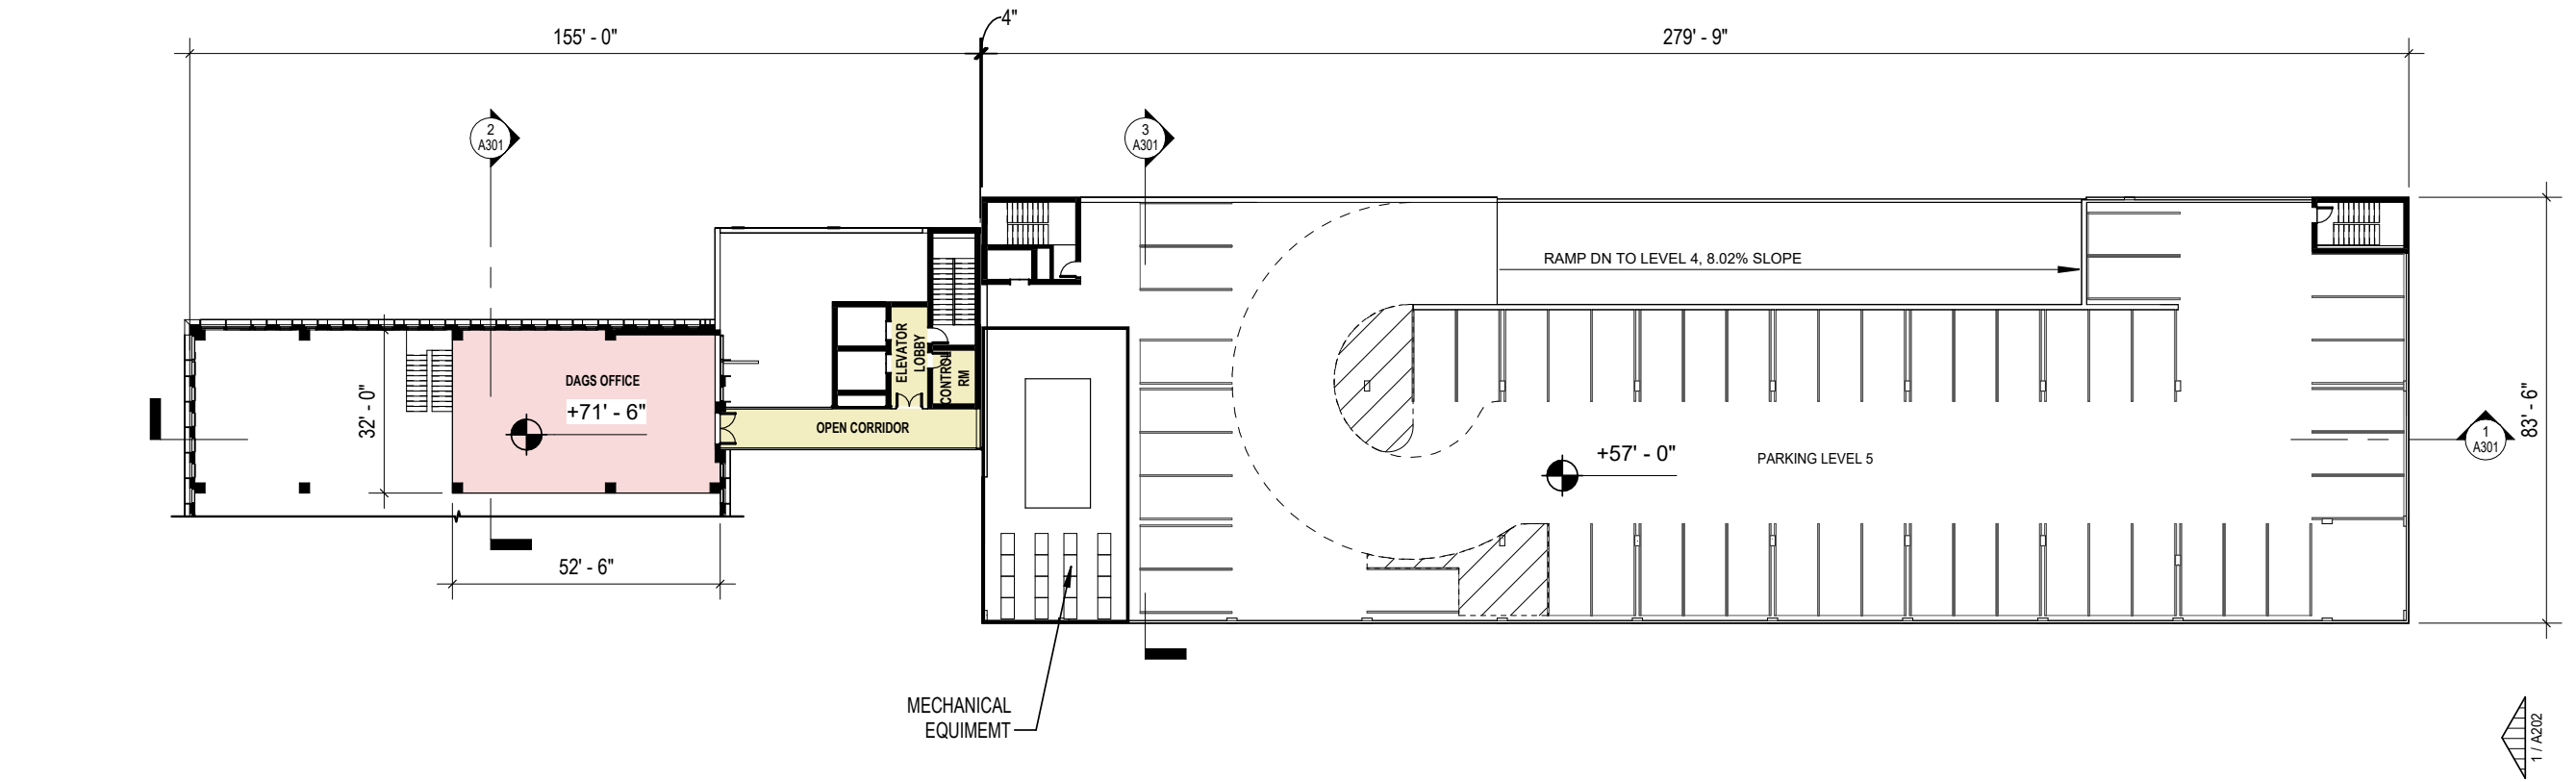 4"
155' - 0"
279' - 9"
2
A301
3
A301
RAMP DN TO LEVEL 4, 8.02% SLOPE
ELEVATOR
LOBBY
CONTROL
RM
DAGS OFFICE
+71' - 6"
32' - 0"
OPEN CORRIDOR
83' - 6"
1
A301
+57' - 0"
PARKING LEVEL 5
52' - 6"
MECHANICAL
EQUIMEMT
1 / A202